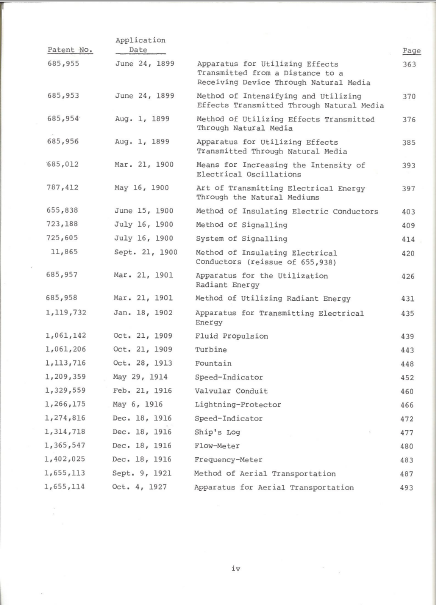 Application
Patent No. Date Page
685,955 June 24, 1899 Apparatus for Utilizing Effects 363
Transmitted from a Distance to a
Receiving Device Through Natural Media
685,953 June 24, 1899 Method of Intensifying and Utilizing 370
Effects Transmitted Through Natural Media
685,954 Aug. 1, 1899 Method of Utilizing Effects Transmitted 376
Through Natural Media
685,956 Aug. 1, 1899 Apparatus for Utilizing Effects 385
Transmitted Through Natural Media
685,012 Mar. 21, 1900 Means for Increasing the Intensity of 393
Electrical Oscillations
787,412 May 16, 1900 Art of Transmitting Electrical Energy 397
Through the Natural Mediums
655,838 June 15, 1900 Method of Insulating Electric Conductors 403
723,188 July 16, 1900 Method of Signalling 409
725,605 July 16, 1900 System of Signalling 414
11,865 Sept. 21, 1900 Method of Insulating Electrical 420
Conductors (reissue of 655,938)
685,957 Mar. 21, 1901 Apparatus for the Utilization 426
Radiant Energy
685,958 Mar. 21, 1901 Method of Utilizing Radiant Energy 431
1,119,732 Jan. 18, 1902 Apparatus for Transmitting Electrical 435
Energy
1,061,142 Oct. 21, 1909 Fluid Propulsion 439
1,061,206 Oct. 21, 1909 Turbine 443
1,113,716 Oct. 28, 1913 Fountain 448
1,209,359 May 29, 1914 Speed-Indicator 452
1,329,559 Feb. 21, 1916 Valvular Conduit 460
1,266,175 May 6, 1916 Lightning-Protector 466
1,274,816 Dec. 18, 1916 Speed-Indicator 472
1,314,718 Dec. 18, 1916 Ship's Log 477
1,365,547 Dec. 18, 1916 Flow-Meter 480
1,402,025 Dec. 18, 1916 Frequency-Meter 483
1,655,113 Sept. 9, 1921 Method of Aerial Transportation 487
1,655,114 Oct. 4, 1927 Apparatus for Aerial Transportation 493
iv